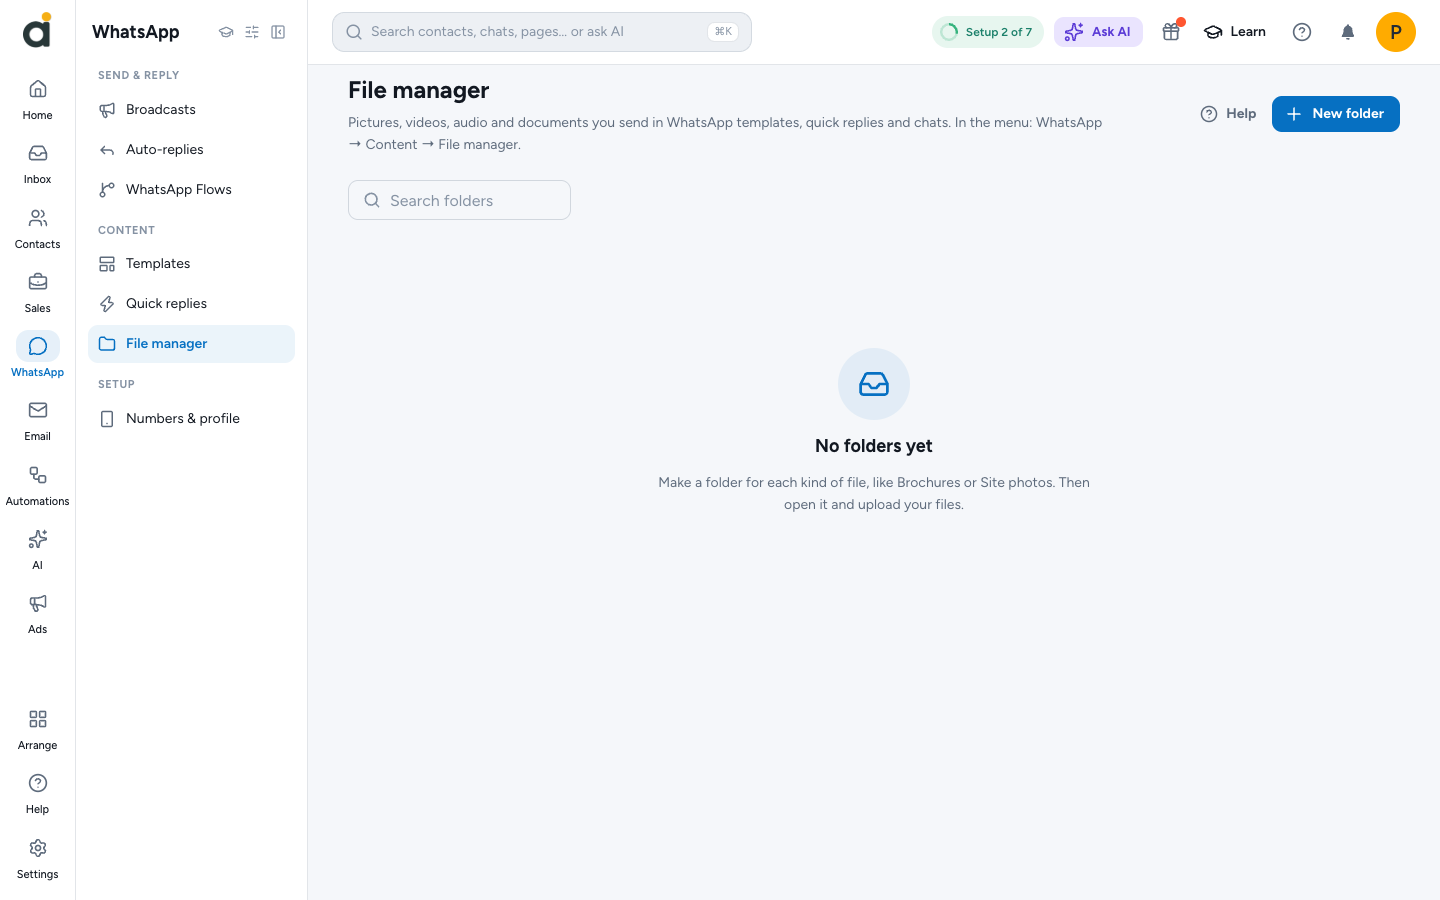 WhatsApp
Search contacts, chats, pages... or ask AI
⌘K
Setup 2 of 7
Ask AI
Learn
P
Home
Inbox
Contacts
Sales
WhatsApp
Email
Automations
AI
Ads
Arrange
Help
Settings
SEND & REPLY
Broadcasts
Auto-replies
WhatsApp Flows
CONTENT
Templates
Quick replies
File manager
SETUP
Numbers & profile
File manager
Pictures, videos, audio and documents you send in WhatsApp templates, quick replies and chats. In the menu: WhatsApp
→ Content → File manager.
Help
New folder
Search folders
No folders yet
Make a folder for each kind of file, like Brochures or Site photos. Then
open it and upload your files.